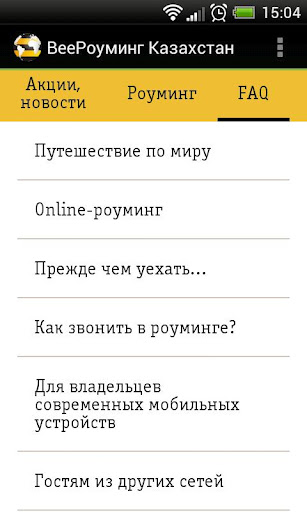 15:04
ВееРоуминг Казахстан
Акции,
новости
Роуминг
FAQ
Путешествие по миру
Online-роуминг
Прежде чем уехать...
Как звонить в роуминге?
Для владельцев
современных мобильных
устройств
Гостям из других сетей